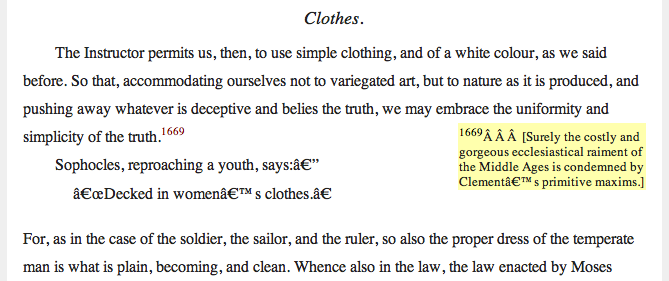 Clothes.
The Instructor permits us, then, to use simple clothing, and of a white colour, as we said
before. So that, accommodating ourselves not to variegated art, but to nature as it is produced, and
pushing away whatever is deceptive and belies the truth, we may embrace the uniformity and
simplicity of the truth.1669
1669Â Â Â [Surely the costly and
gorgeous ecclesiastical raiment of
the Middle Ages is condemned by
Clementâ€™s primitive maxims.]
Sophocles, reproaching a youth, says:â€”
â€œDecked in womenâ€™s clothes.â€
For, as in the case of the soldier, the sailor, and the ruler, so also the proper dress of the temperate
man is what is plain, becoming, and clean. Whence also in the law, the law enacted by Moses